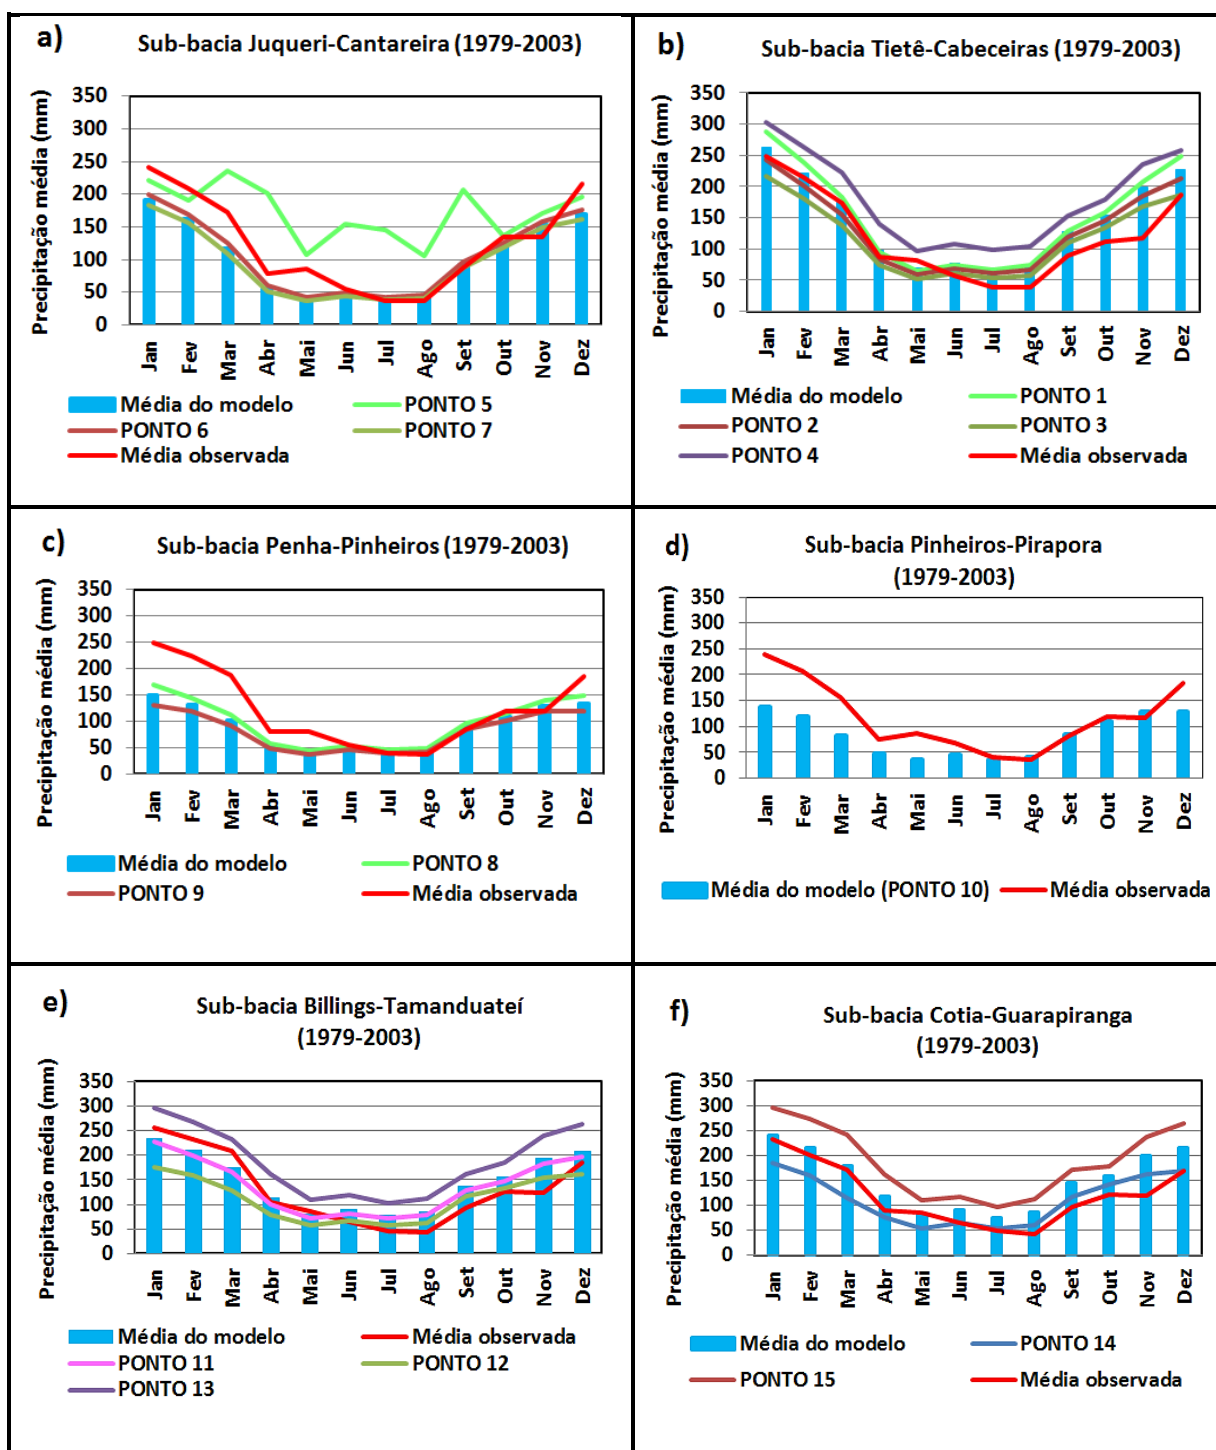 a)
Sub-bacia Juqueri-Cantareira (1979-2003)
Precipitação média (mm)
350
300
250
200
150
100
50
0
Jan Fev Mar Abr Mai Jun Jul Ago Set Out Nov Dez
Média do modelo PONTO 5
PONTO 6 PONTO 7
Média observada
b)
Sub-bacia Tietê-Cabeceiras (1979-2003)
Precipitação média (mm)
350
300
250
200
150
100
50
0
Jan Fev Mar Abr Mai Jun Jul Ago Set Out Nov Dez
Média do modelo PONTO 1
PONTO 2 PONTO 3
PONTO 4 Média observada
c)
Sub-bacia Penha-Pinheiros (1979-2003)
Precipitação média (mm)
350
300
250
200
150
100
50
0
Jan Fev Mar Abr Mai Jun Jul Ago Set Out Nov Dez
Média do modelo PONTO 8
PONTO 9 Média observada
d)
Sub-bacia Pinheiros-Pirapora
(1979-2003)
Precipitação média (mm)
350
300
250
200
150
100
50
0
Jan Fev Mar Abr Mai Jun Jul Ago Set Out Nov Dez
Média do modelo (PONTO 10) Média observada
e)
Sub-bacia Billings-Tamanduateí
(1979-2003)
Precipitação média (mm)
350
300
250
200
150
100
50
0
Jan Fev Mar Abr Mai Jun Jul Ago Set Out Nov Dez
Média do modelo Média observada
PONTO 11 PONTO 12
PONTO 13
f)
Sub-bacia Cotia-Guarapiranga
(1979-2003)
Precipitação média (mm)
350
300
250
200
150
100
50
0
Jan Fev Mar Abr Mai Jun Jul Ago Set Out Nov Dez
Média do modelo PONTO 14
PONTO 15 Média observada